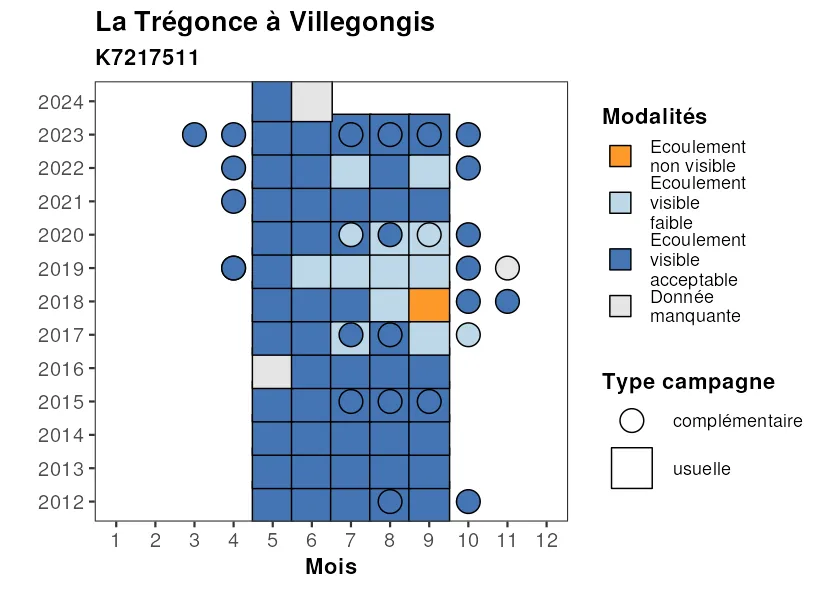 La Trégonce à Villegongis
K7217511
2024
2023
2022
2021
2020
2019
2018
2017
2016
2015
2014
2013
2012
1 2 3 4 5 6 7 8 9 10 11 12
Mois
Modalités
Ecoulement
non visible
Ecoulement
visible
faible
Ecoulement
visible
acceptable
Donnée
manquante
Type campagne
complémentaire
usuelle